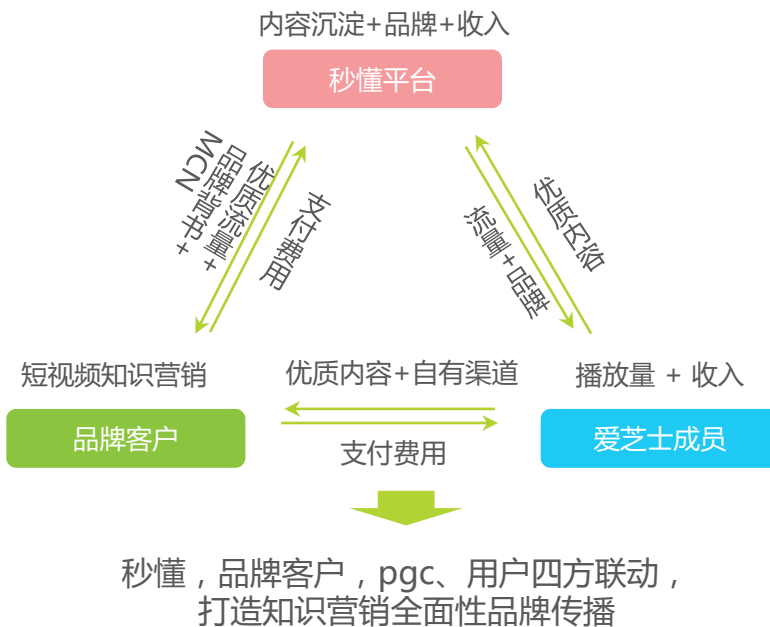 内容沉淀+品牌+收入
秒懂平台
优质流量+
品牌背书+
MCN
支付费用
流量+品牌
优质内容
短视频知识营销
优质内容+自有渠道
播放量 + 收入
品牌客户
支付费用
爱芝士成员
秒懂，品牌客户，pgc、用户四方联动，
打造知识营销全面性品牌传播